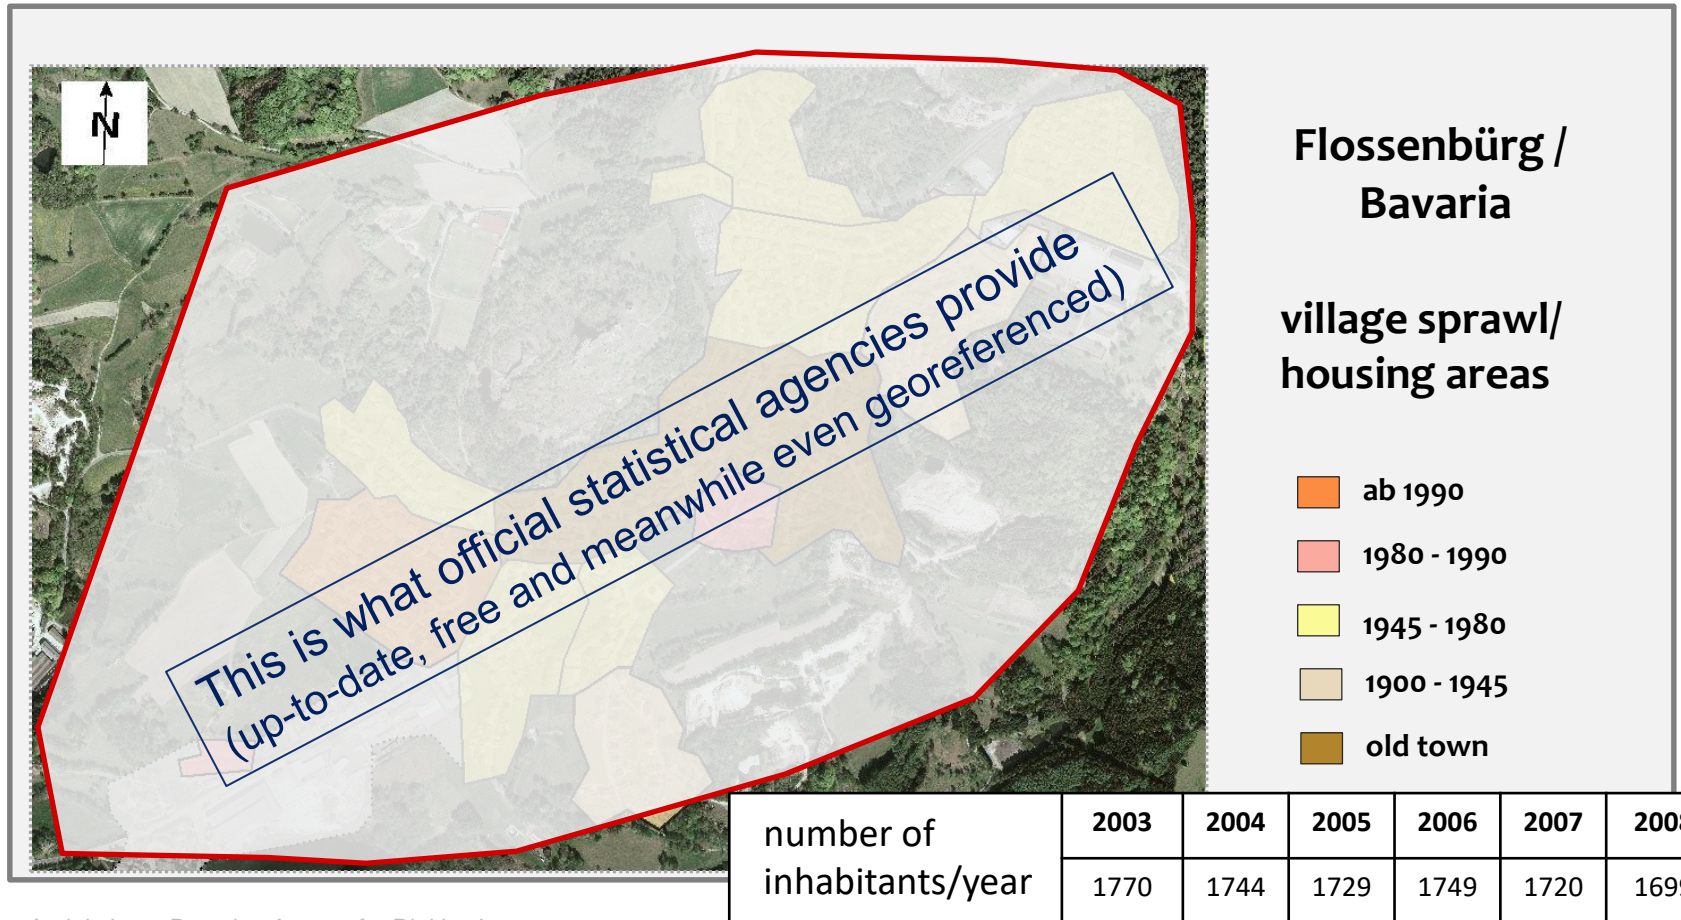 N
Flossenbürg /
Bavaria
village sprawl/
housing areas
This is what official statistical agencies provide
(up-to-date, free and meanwhile even georeferenced)
ab 1990
1980 - 1990
1945 - 1980
1900 - 1945
old town
number of inhabitants/year 2003 2004 2005 2006 2007 2008
1770 1744 1729 1749 1720 1699